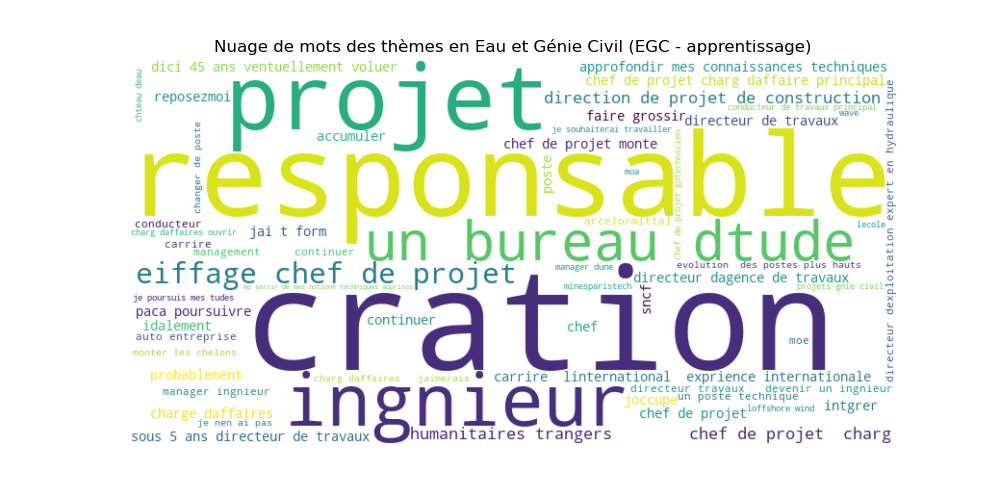 Nuage de mots des thèmes en Eau et Génie Civil (EGC - apprentissage)
dici 45 ans ventuellement voluer
projet
approfondir mes connaissances techniques
chteau deau
chef de projet charg daffaire principal
reposezmoi
direction de projet de construction
conducteur de travaux principal
faire grossir
wave
directeur de travaux
accumuler
je souhaiterai travailler
changer de poste
chef de projet monte
responsable
poste
moa
chef de projet gotechnicien
directeur dexploitation expert en hydraulique
conducteur
arcelormittal
lecole
charg daffaires ouvrir
jai t form
un bureau dtude
carrire
management
continuer
eiffage chef de projet
manager dune
evolution  des postes plus hauts
directeur dagence de travaux
me servir de mes notions techniques apprises
minesparistech
sncf
projets gnie civil
je poursuis mes tudes
cration
paca poursuivre
continuer
idalement
chef
auto entreprise
moe
monter les chelons
probablement
charg daffaires
jaimerais
carrire  linternational
exprience internationale
manager ingnieur
ingnieur
directeur travaux
devenir un ingnieur
un poste technique
joccupe
charge daffaires
chef de projet
loffshore wind
intgrer
je nen ai pas
sous 5 ans directeur de travaux
humanitaires trangers
chef de projet  charg